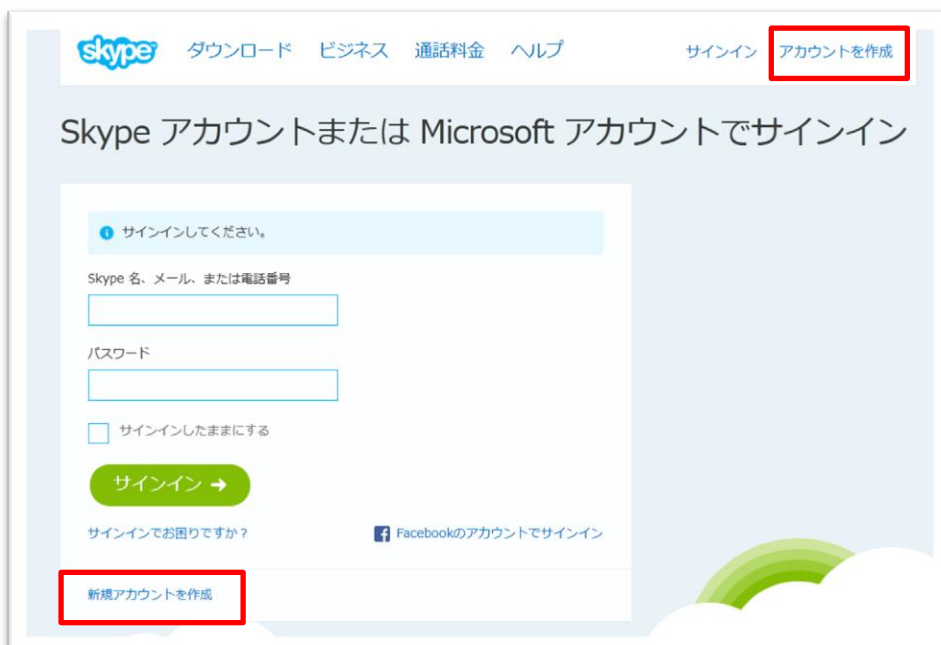 skype ダウンロード ビジネス 通話料金 ヘルプ サインイン アカウントを作成
Skype アカウントまたは Microsoft アカウントでサインイン
サインインしてください。
Skype 名、メール、または電話番号
パスワード
サインインしたままにする
サインイン
サインインでお困りですか？ Facebookのアカウントでサインイン
新規アカウントを作成